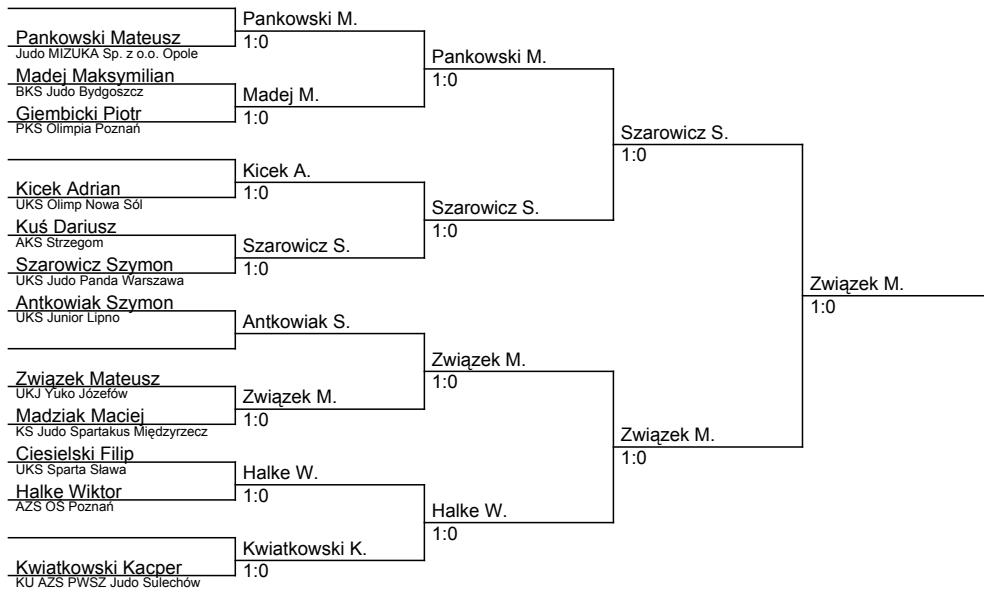 Pankowski Mateusz
Judo MIZUKA Sp. z o.o. Opole
Madej Maksymilian
BKS Judo Bydgoszcz
Giembicki Piotr
PKS Olimpia Poznań
Kicek Adrian
UKS Olimp Nowa Sól
Kuś Dariusz
AKS Strzegom
Szarowicz Szymon
UKS Judo Panda Warszawa
Antkowiak Szymon
UKS Junior Lipno
Związek Mateusz
UKJ Yuko Józefów
Madziak Maciej
KS Judo Spartakus Międzyrzecz
Ciesielski Filip
UKS Sparta Sława
Halke Wiktor
AZS OŚ Poznań
Kwiatkowski Kacper
KU AZS PWSZ Judo Sulechów
Pankowski M.
1:0
Madej M.
1:0
Kicek A.
1:0
Szarowicz S.
1:0
Antkowiak S.
Związek M.
1:0
Halke W.
1:0
Kwiatkowski K.
1:0
Pankowski M.
1:0
Szarowicz S.
1:0
Związek M.
1:0
Halke W.
1:0
Szarowicz S.
1:0
Związek M.
1:0
Związek M.
1:0